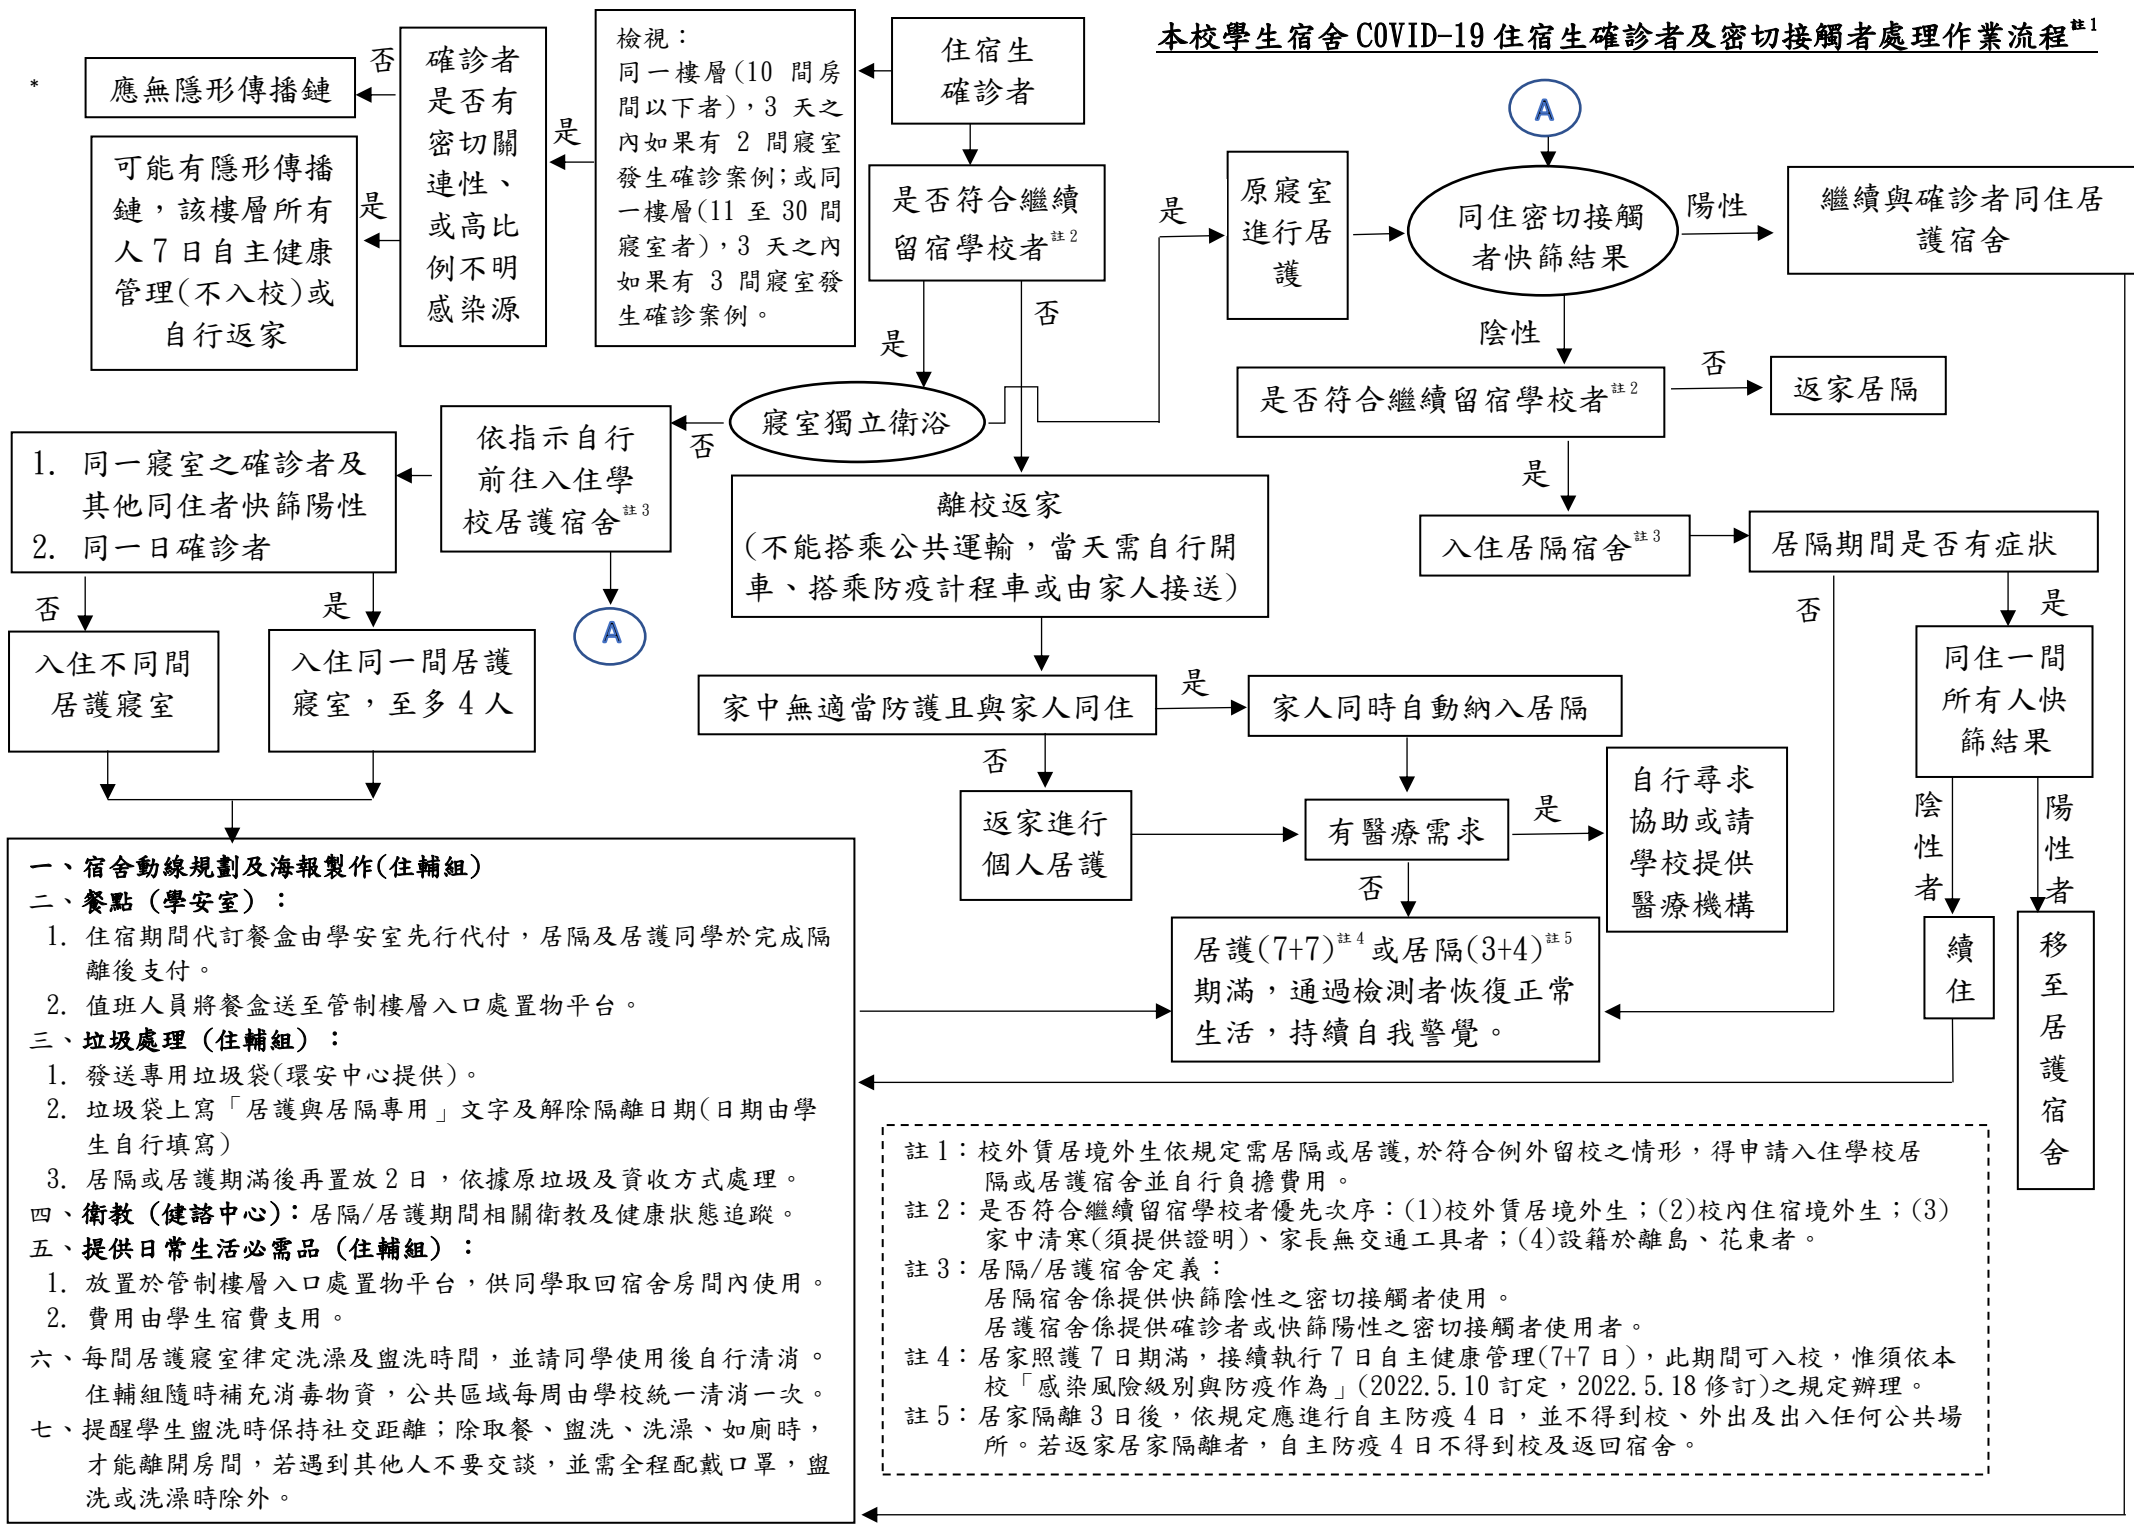 本校學生宿舍 COVID-19 住宿生確診者及密切接觸者處理作業流程註1
*
應無隱形傳播鏈
否
可能有隱形傳播
鏈，該樓層所有
人7日自主健康
管理(不入校)或
自行返家
是
確診者
是否有
密切關
連性、
或高比
例不明
感染源
是
檢視：
同一樓層(10 間房
間以下者)，3 天之
內如果有 2 間寢室
發生確診案例;或同
一樓層(11 至 30 間
寢室者)，3 天之內
如果有 3 間寢室發
生確診案例。
住宿生
確診者
是否符合繼續
留宿學校者註2
是
否
寢室獨立衛浴
否
是
依指示自行
前往入住學
校居護宿舍註3
A
1. 同一寢室之確診者及
其他同住者快篩陽性
2. 同一日確診者
否
是
入住不同間
居護寢室
入住同一間居護
寢室，至多4人
原寢室
進行居
護
A
同住密切接觸
者快篩結果
陽性
繼續與確診者同住居
護宿舍
陰性
是否符合繼續留宿學校者註2
否
返家居隔
是
入住居隔宿舍註3
居隔期間是否有症狀
否
是
同住一間
所有人快
篩結果
陰性者
陽性者
續住
移至居護宿舍
離校返家
(不能搭乘公共運輸，當天需自行開
車、搭乘防疫計程車或由家人接送)
家中無適當防護且與家人同住
是
家人同時自動納入居隔
否
返家進行
個人居護
有醫療需求
是
自行尋求
協助或請
學校提供
醫療機構
否
居護(7+7)註4或居隔(3+4)註5
期滿，通過檢測者恢復正常
生活，持續自我警覺。
一、宿舍動線規劃及海報製作(住輔組)
二、餐點 (學安室) ：
1. 住宿期間代訂餐盒由學安室先行代付，居隔及居護同學於完成隔
離後支付。
2. 值班人員將餐盒送至管制樓層入口處置物平台。
三、垃圾處理 (住輔組) ：
1. 發送專用垃圾袋(環安中心提供)。
2. 垃圾袋上寫「居護與居隔專用」文字及解除隔離日期(日期由學
生自行填寫)
3. 居隔或居護期滿後再置放2日，依據原垃圾及資收方式處理。
四、衛教 (健諮中心)：居隔/居護期間相關衛教及健康狀態追蹤。
五、提供日常生活必需品 (住輔組) ：
1. 放置於管制樓層入口處置物平台，供同學取回宿舍房間內使用。
2. 費用由學生宿費支用。
六、每間居護寢室律定洗澡及盥洗時間，並請同學使用後自行清消。
住輔組隨時補充消毒物資，公共區域每周由學校統一清消一次。
七、提醒學生盥洗時保持社交距離；除取餐、盥洗、洗澡、如廁時，
才能離開房間，若遇到其他人不要交談，並需全程配戴口罩，盥
洗或洗澡時除外。
註1：校外賃居境外生依規定需居隔或居護,於符合例外留校之情形，得申請入住學校居
隔或居護宿舍並自行負擔費用。
註2：是否符合繼續留宿學校者優先次序：(1)校外賃居境外生；(2)校內住宿境外生；(3)
家中清寒(須提供證明)、家長無交通工具者；(4)設籍於離島、花東者。
註3：居隔/居護宿舍定義：
居隔宿舍係提供快篩陰性之密切接觸者使用。
居護宿舍係提供確診者或快篩陽性之密切接觸者使用者。
註4：居家照護7日期滿，接續執行7日自主健康管理(7+7日)，此期間可入校，惟須依本
校「感染風險級別與防疫作為」(2022.5.10 訂定，2022.5.18 修訂)之規定辦理。
註5：居家隔離3日後，依規定應進行自主防疫4日，並不得到校、外出及出入任何公共場
所。若返家居家隔離者，自主防疫4日不得到校及返回宿舍。